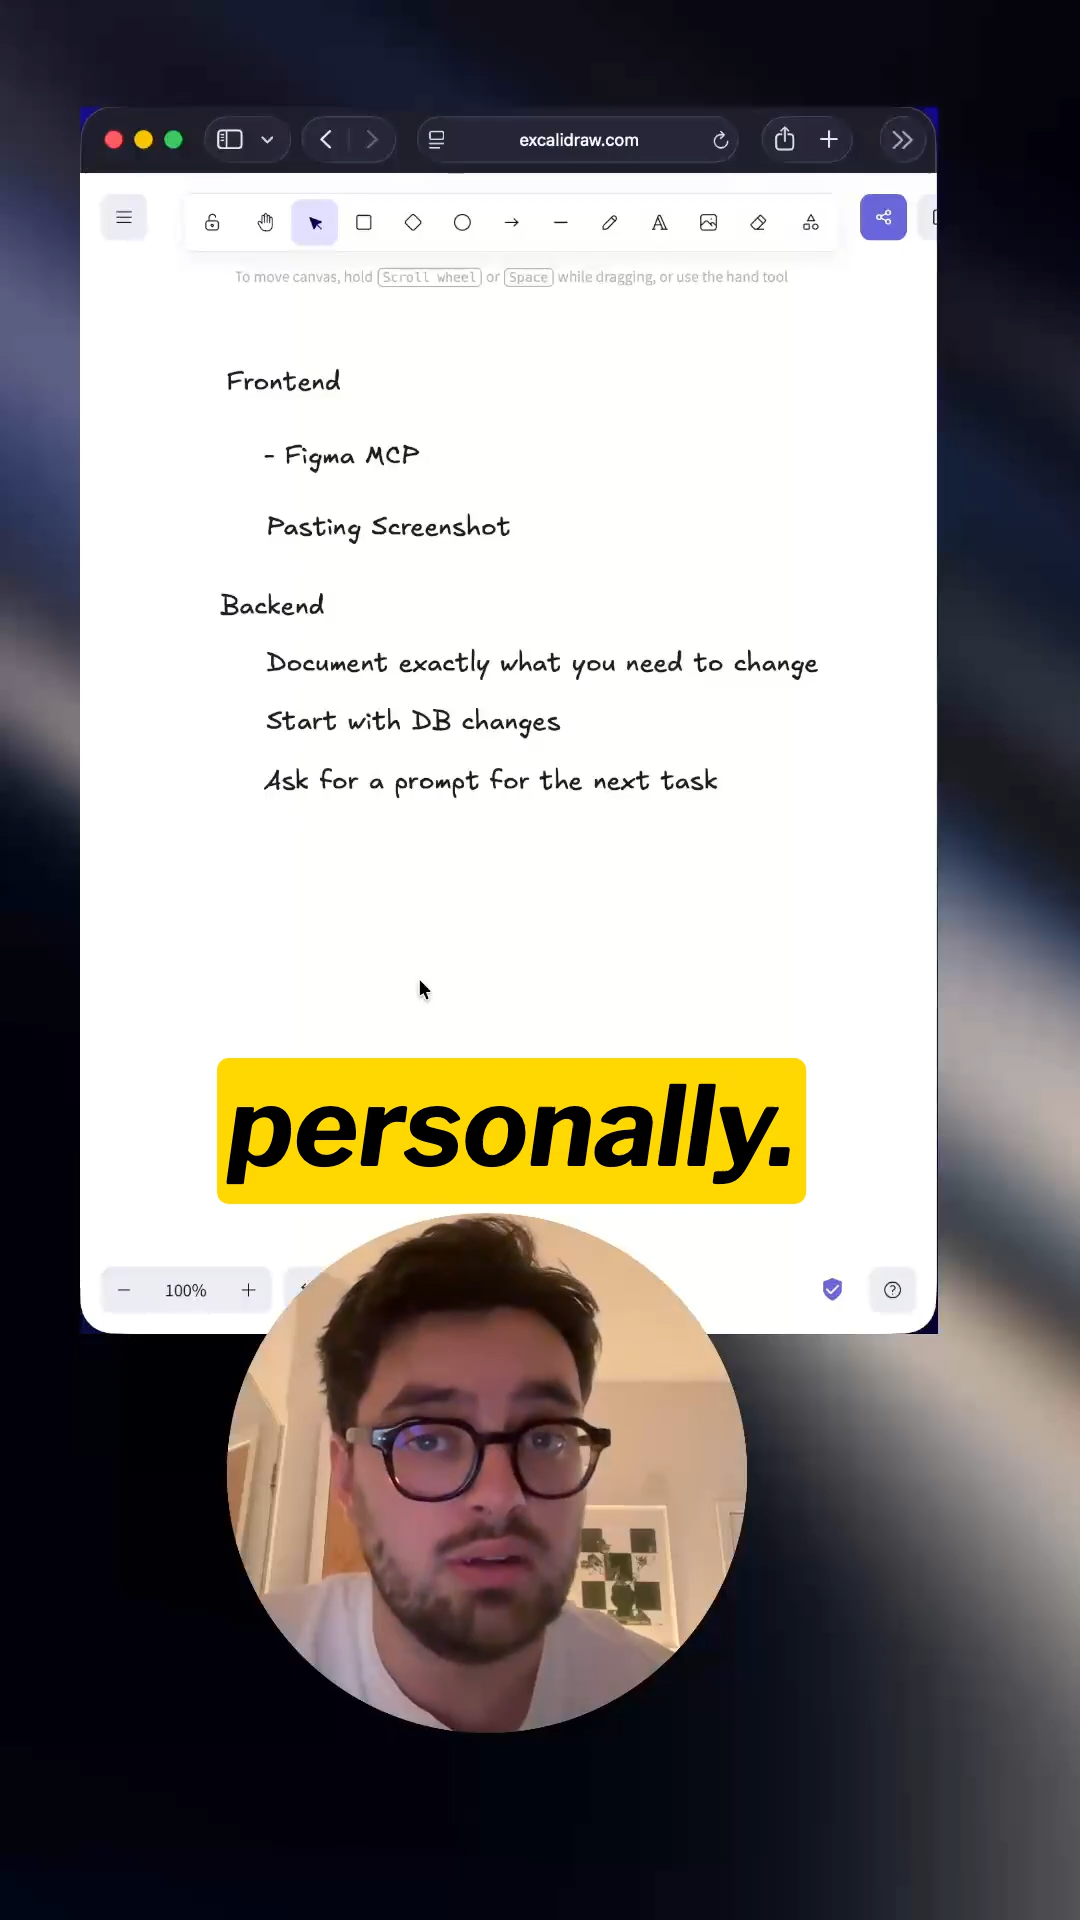 excalidraw.com
To move canvas, hold Scroll wheel or Space while dragging, or use the hand tool
Frontend
- Figma MCP
Pasting Screenshot
Backend
Document exactly what you need to change
Start with DB changes
Ask for a prompt for the next task
personally.
100%